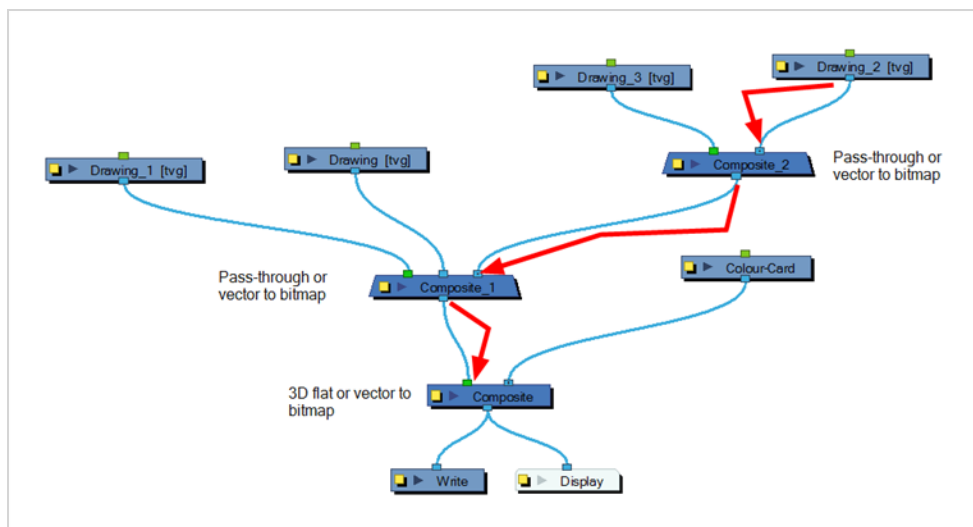 Drawing_3 [tvg]
Drawing_2 [tvg]
Drawing_1 [tvg]
Drawing [tvg]
Composite_2
Pass-through or
vector to bitmap
Pass-through or
vector to bitmap
Composite_1
Colour-Card
3D flat or vector to
bitmap
Composite
Write
Display